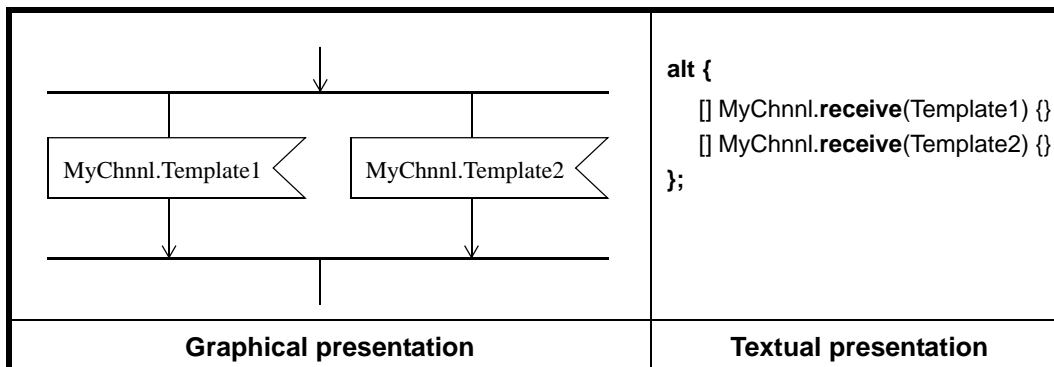 MyChnnl.Template1
MyChnnl.Template2
alt {
[] MyChnnl.receive(Template1) {}
[] MyChnnl.receive(Template2) {}
};
Graphical presentation
Textual presentation